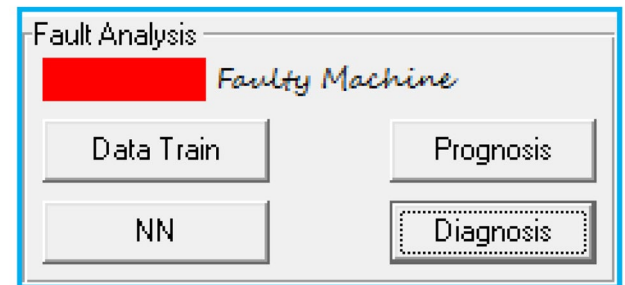 Fault Analysis
Faulty Machine
Data Train Prognosis
NN Diagnosis